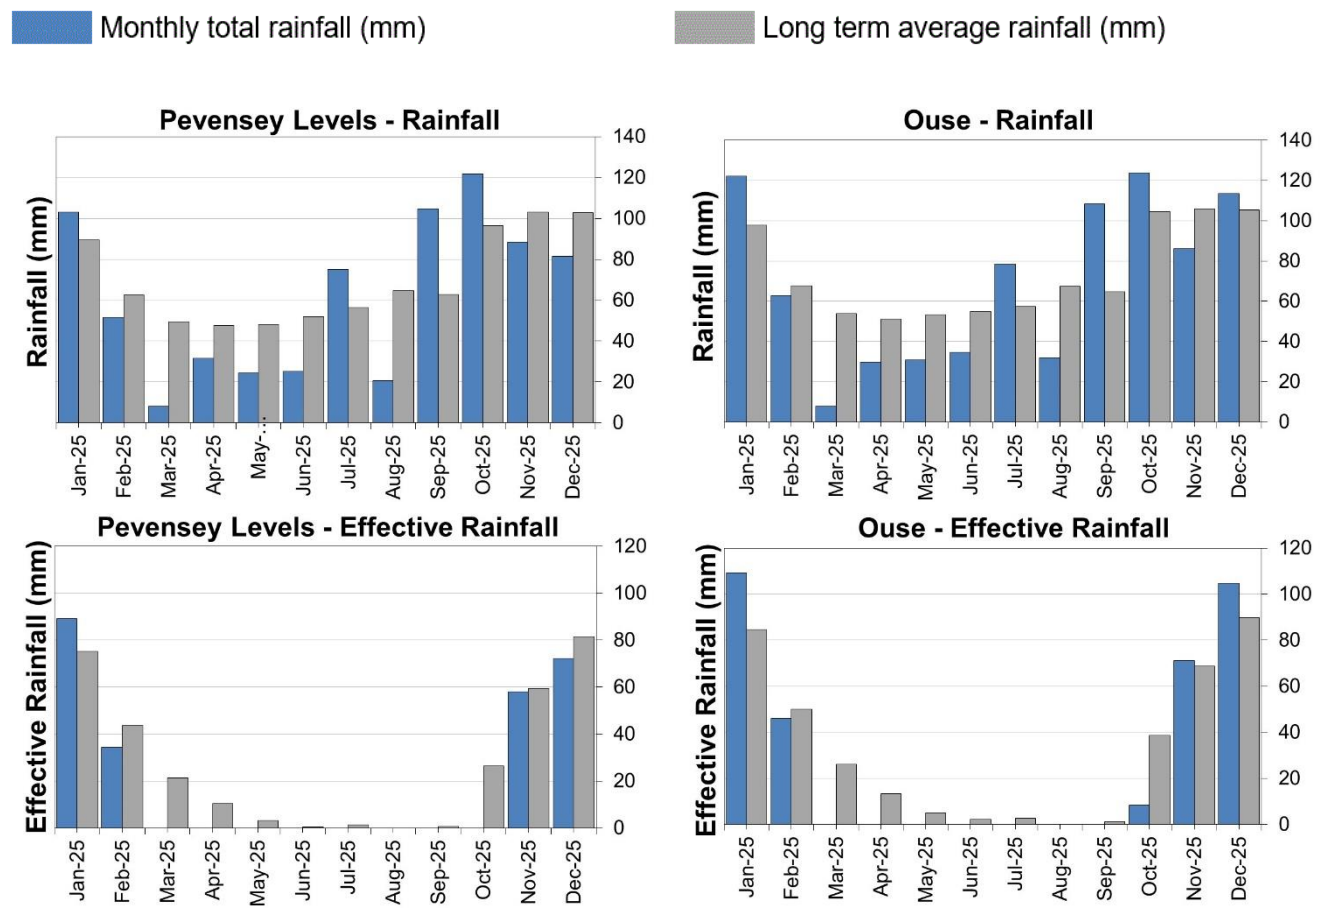 Monthly total rainfall (mm)
Long term average rainfall (mm)
Pevensey Levels - Rainfall
Rainfall (mm)
140
120
100
80
60
40
20
0
Jan-25
Feb-25
Mar-25
Apr-25
May-...
Jun-25
Jul-25
Aug-25
Sep-25
Oct-25
Nov-25
Dec-25
Ouse - Rainfall
Rainfall (mm)
140
120
100
80
60
40
20
0
Jan-25
Feb-25
Mar-25
Apr-25
May-25
Jun-25
Jul-25
Aug-25
Sep-25
Oct-25
Nov-25
Dec-25
Pevensey Levels - Effective Rainfall
Effective Rainfall (mm)
120
100
80
60
40
20
0
Jan-25
Feb-25
Mar-25
Apr-25
May-25
Jun-25
Jul-25
Aug-25
Sep-25
Oct-25
Nov-25
Dec-25
Ouse - Effective Rainfall
Effective Rainfall (mm)
120
100
80
60
40
20
0
Jan-25
Feb-25
Mar-25
Apr-25
May-25
Jun-25
Jul-25
Aug-25
Sep-25
Oct-25
Nov-25
Dec-25